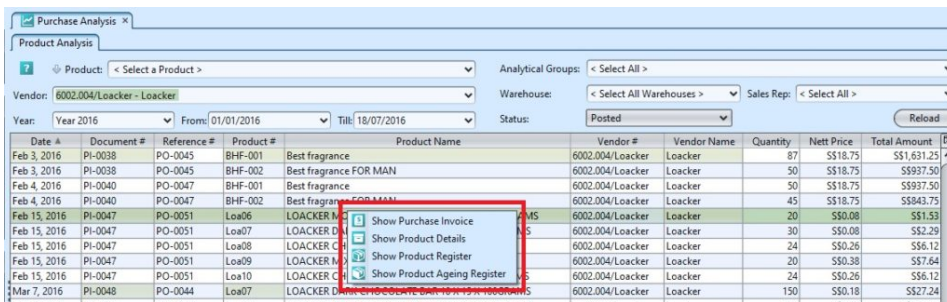 Purchase Analysis ×
Product Analysis
? Product: < Select a Product > Analytical Groups: < Select All >
Vendor: 6002.004/Loacker - Loacker Warehouse: < Select All Warehouses > Sales Rep: < Select All >
Year: Year 2016 From: 01/01/2016 Till: 18/07/2016 Status: Posted Reload
Date Document # Reference # Product # Product Name Vendor # Vendor Name Quantity Nett Price Total Amount
Feb 3, 2016 PI-0038 PO-0045 BHF-001 Best fragrance 6002.004/Loacker Loacker 87 S$18.75 S$1,631.25
Feb 3, 2016 PI-0038 PO-0045 BHF-002 Best fragrance FOR MAN 6002.004/Loacker Loacker 50 S$18.75 S$937.50
Feb 4, 2016 PI-0040 PO-0047 BHF-001 Best fragrance 6002.004/Loacker Loacker 50 S$18.75 S$937.50
Feb 4, 2016 PI-0040 PO-0047 BHF-002 Best fragrance FOR MAN 6002.004/Loacker Loacker 45 S$18.75 S$843.75
Feb 15, 2016 PI-0047 PO-0051 Loa06 LOACKER 6002.004/Loacker Loacker 20 S$0.08 S$1.53
Feb 15, 2016 PI-0047 PO-0051 Loa07 LOACKER 6002.004/Loacker Loacker 30 S$0.08 S$2.29
Feb 15, 2016 PI-0047 PO-0051 Loa08 LOACKER 6002.004/Loacker Loacker 24 S$0.26 S$6.12
Feb 15, 2016 PI-0047 PO-0051 Loa09 LOACKER 6002.004/Loacker Loacker 20 S$0.38 S$7.64
Feb 15, 2016 PI-0047 PO-0051 Loa10 LOACKER 6002.004/Loacker Loacker 24 S$0.26 S$6.12
Mar 7, 2016 PI-0048 PO-0044 Loa07 LOACKER DARK CHOCOLATE BAR 10 X 15 X 100GRAMS 6002.004/Loacker Loacker 150 S$0.18 S$27.24
Show Purchase Invoice
Show Product Details
Show Product Register
Show Product Ageing Register